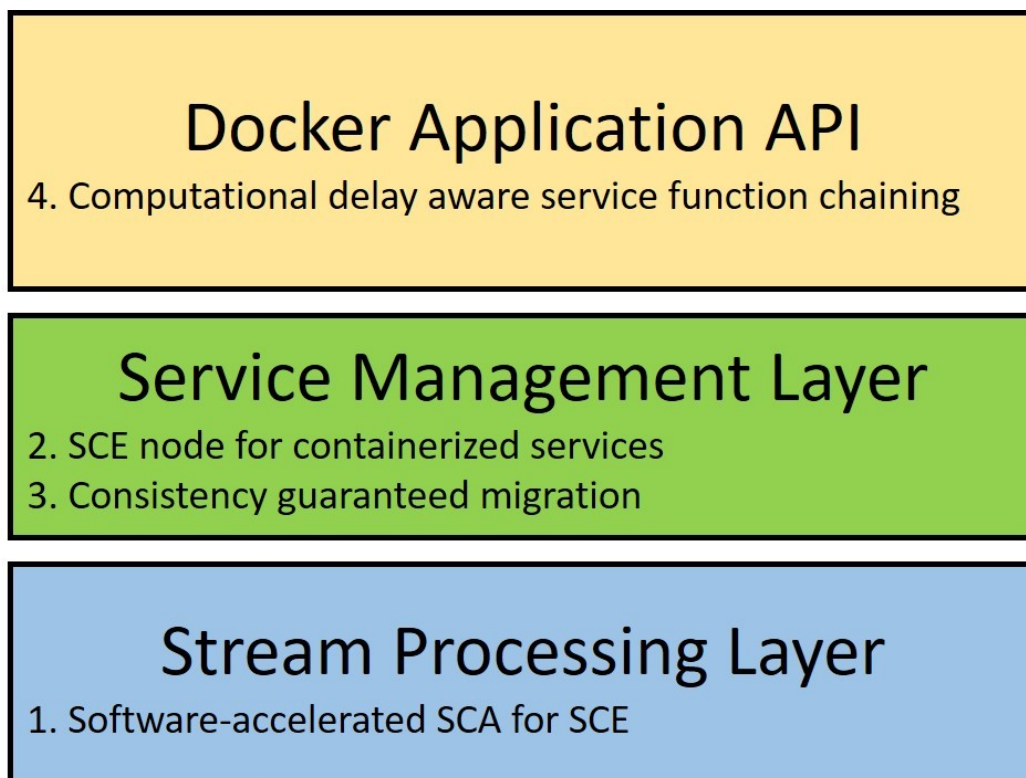 Docker Application API
4. Computational delay aware service function chaining
Service Management Layer
2. SCE node for containerized services
3. Consistency guaranteed migration
Stream Processing Layer
1. Software-accelerated SCA for SCE